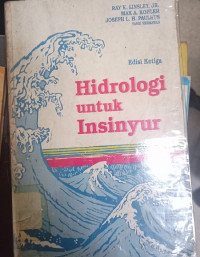 RAY K. LINSLEY, JR.
MAX A. KOHLER
JOSEPH L. H. PAULHUS
Edisi Ketiga
Hidrologi
untuk
Insinyur